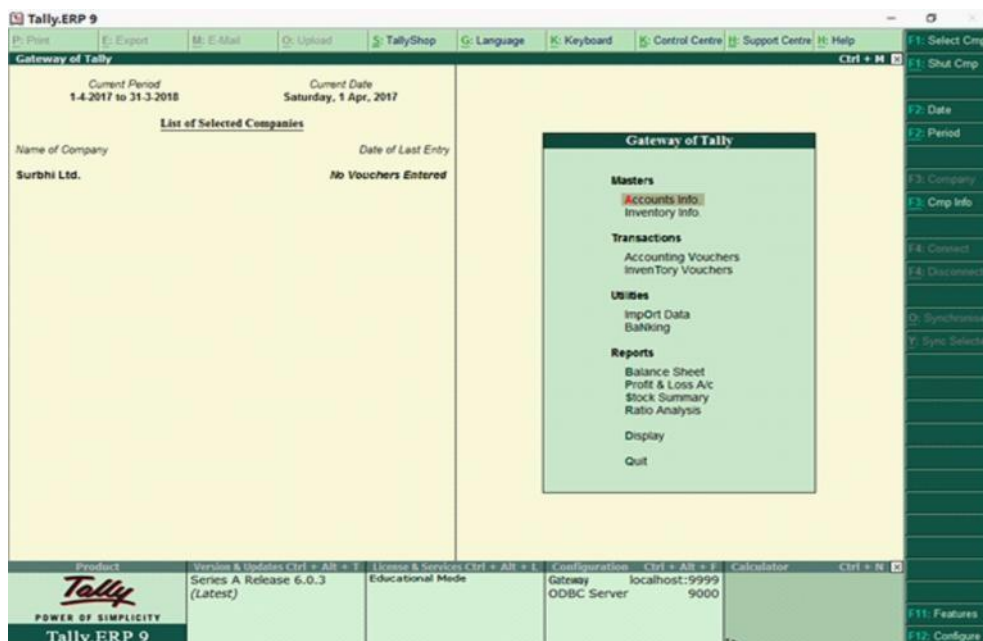 Tally.ERP 9
P: Print E: Export M: E-Mail O: Upload S: TallyShop G: Language K: Keyboard K: Control Centre H: Support Centre H: Help
F1: Select Cmp
Gateway of Tally Ctrl + M
F1: Shut Cmp
Current Period Current Date
1-4-2017 to 31-3-2018 Saturday, 1 Apr, 2017
F2: Date
List of Selected Companies
F2: Period
Name of Company Date of Last Entry
Surbhi Ltd. No Vouchers Entered
Gateway of Tally
Masters
Accounts Info.
Inventory Info.
Transactions
Accounting Vouchers
InvenTory Vouchers
Utilities
ImpOrt Data
BaNking
Reports
Balance Sheet
Profit & Loss A/c
Stock Summary
Ratio Analysis
Display
Quit
F3: Company
F3: Cmp Info
F4: Connect
F4: Disconnect
O: Synchronise
Y: Sync Selecte
Product
Tally
POWER OF SIMPLICITY
Tally.ERP 9
Version & Updates Ctrl + Alt + T
Series A Release 6.0.3
(Latest)
License & Services Ctrl + Alt + L
Educational Mode
Configuration Ctrl + Alt + F
Gateway localhost:9999
ODBC Server 9000
Calculator Ctrl + N
F11: Features
F12: Configure